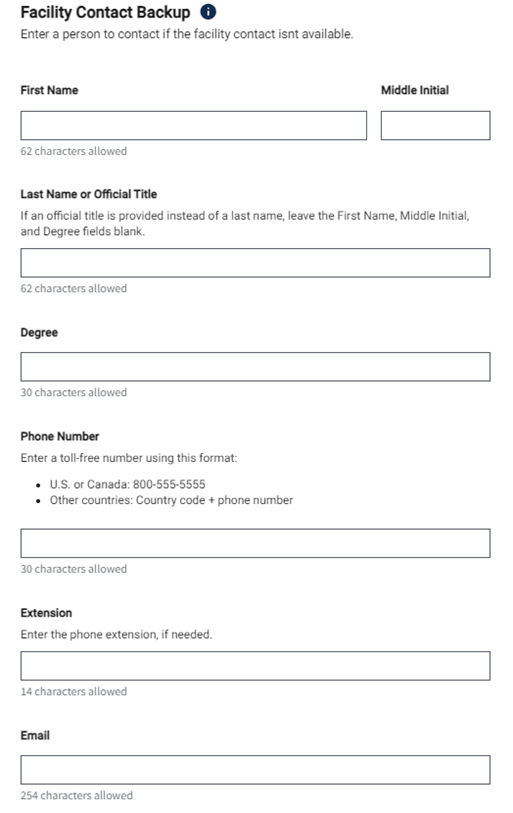 Facility Contact Backup
Enter a person to contact if the facility contact isnt available.
First Name
Middle Initial
62 characters allowed
Last Name or Official Title
If an official title is provided instead of a last name, leave the First Name, Middle Initial,
and Degree fields blank.
62 characters allowed
Degree
30 characters allowed
Phone Number
Enter a toll-free number using this format:
• U.S. or Canada: 800-555-5555
• Other countries: Country code + phone number
30 characters allowed
Extension
Enter the phone extension, if needed.
14 characters allowed
Email
254 characters allowed